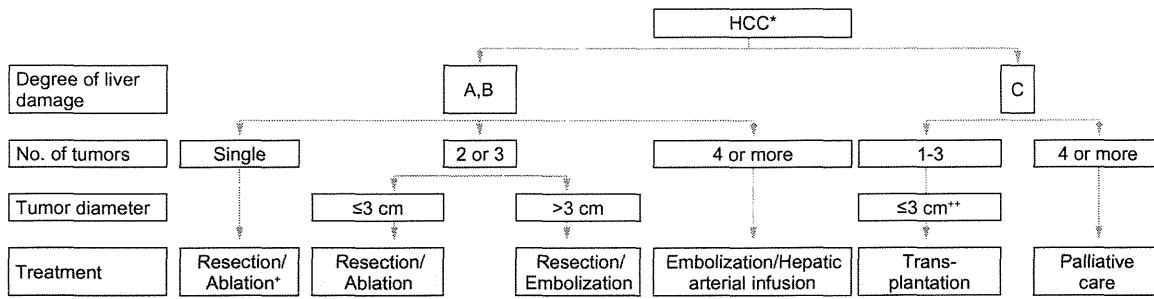 HCC*
Degree of liver
damage
A,B
C
No. of tumors
Single
2 or 3
4 or more
1-3
4 or more
Tumor diameter
≤3 cm
>3 cm
≤3 cm++
Treatment
Resection/
Ablation+
Resection/
Ablation
Resection/
Embolization
Embolization/Hepatic
arterial infusion
Trans-
plantation
Palliative
care